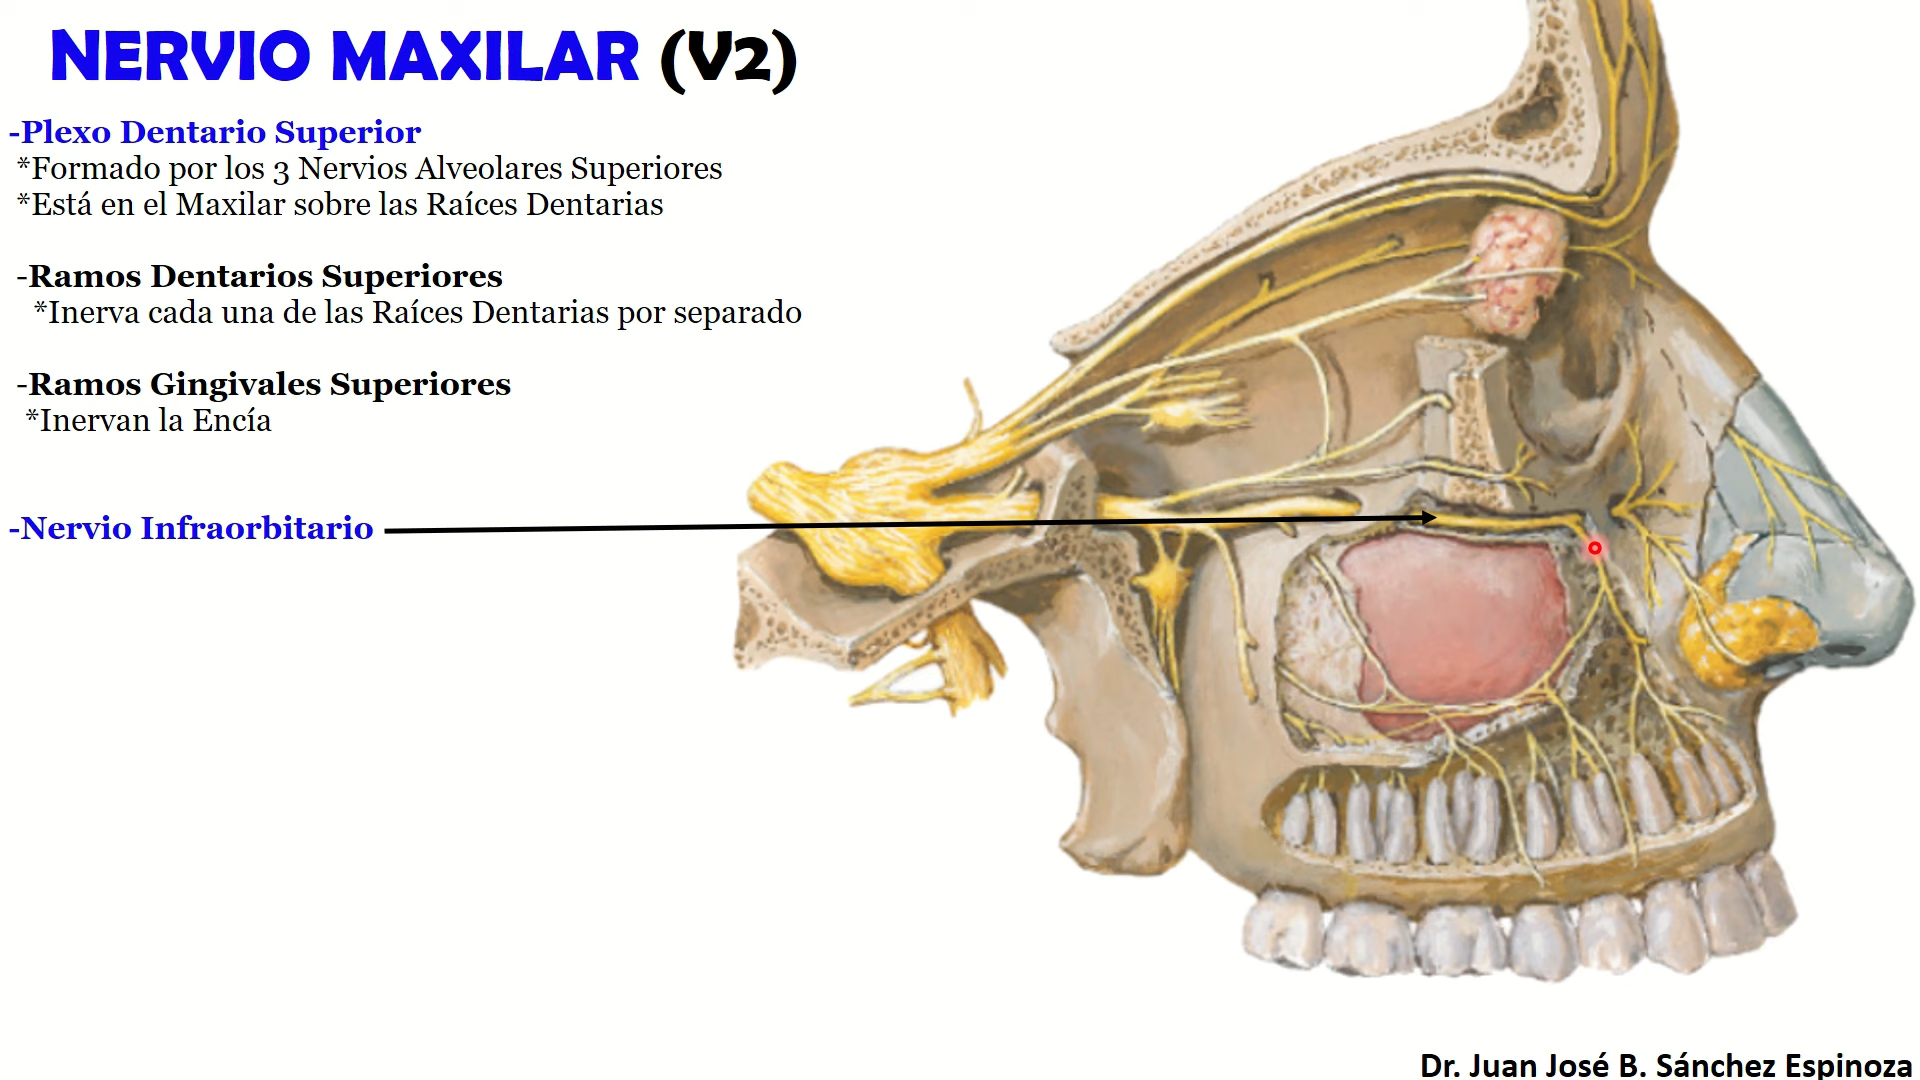 NERVIO MAXILAR (V2)
-Plexo Dentario Superior
*Formado por los 3 Nervios Alveolares Superiores
*Está en el Maxilar sobre las Raíces Dentarias
-Ramos Dentarios Superiores
*Inerva cada una de las Raíces Dentarias por separado
-Ramos Gingivales Superiores
*Inervan la Encía
-Nervio Infraorbitario
Dr. Juan José B. Sánchez Espinoza